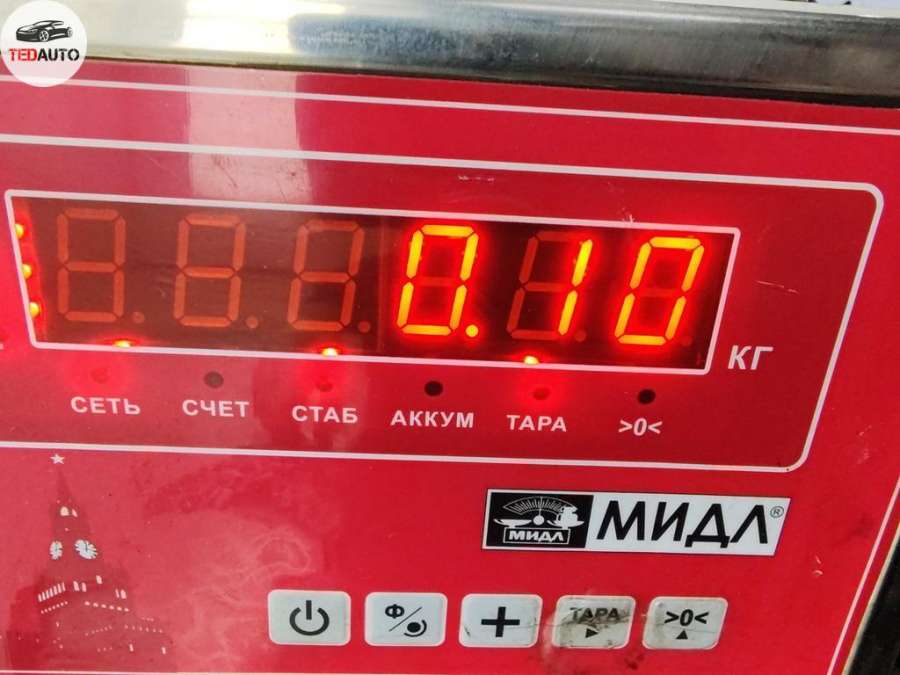 TEDAUTO
0.10
КГ
СЕТЬ СЧЕТ СТАБ АККУМ ТАРА >0<
МИДЛ МИДЛ®
Ф ТАРА >0<